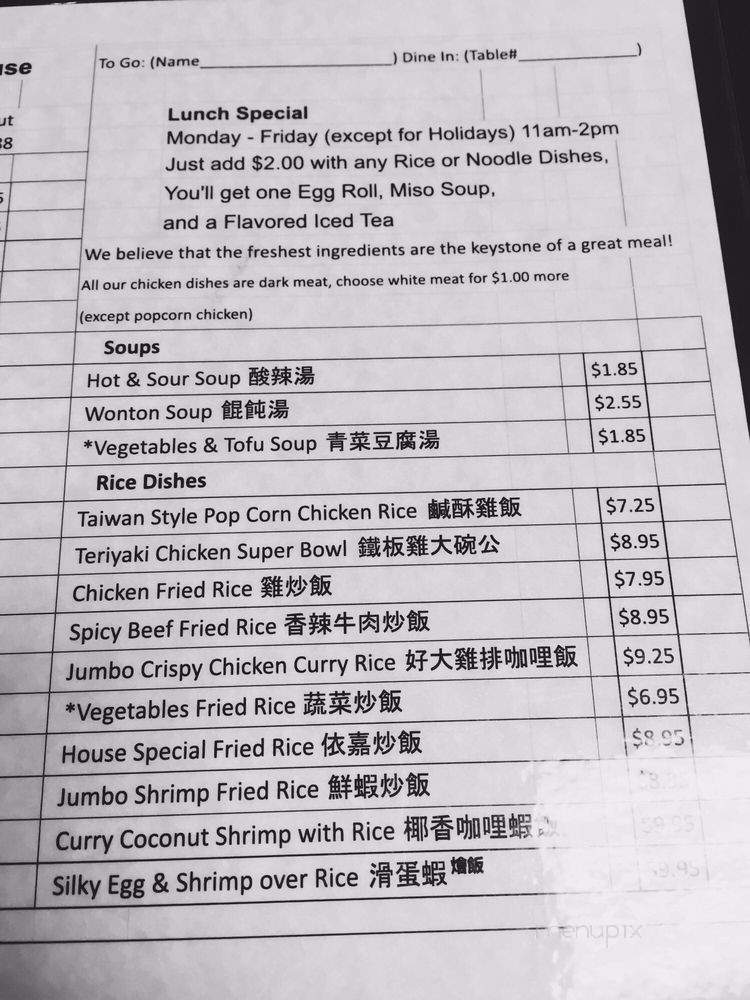 use
To Go: (Name____________________) Dine In: (Table#____________)
ut
88
Lunch Special
Monday - Friday (except for Holidays) 11am-2pm
Just add $2.00 with any Rice or Noodle Dishes,
You'll get one Egg Roll, Miso Soup,
and a Flavored Iced Tea
We believe that the freshest ingredients are the keystone of a great meal!
All our chicken dishes are dark meat, choose white meat for $1.00 more
(except popcorn chicken)
Soups
Hot & Sour Soup 酸辣湯 $1.85
Wonton Soup 餛飩湯 $2.55
*Vegetables & Tofu Soup 青菜豆腐湯 $1.85
Rice Dishes
Taiwan Style Pop Corn Chicken Rice 鹹酥雞飯 $7.25
Teriyaki Chicken Super Bowl 鐵板雞大碗公 $8.95
Chicken Fried Rice 雞炒飯 $7.95
Spicy Beef Fried Rice 香辣牛肉炒飯 $8.95
Jumbo Crispy Chicken Curry Rice 好大雞排咖哩飯 $9.25
*Vegetables Fried Rice 蔬菜炒飯 $6.95
House Special Fried Rice 依嘉炒飯 $8.95
Jumbo Shrimp Fried Rice 鮮蝦炒飯
Curry Coconut Shrimp with Rice 椰香咖哩蝦 $9.95
Silky Egg & Shrimp over Rice 滑蛋蝦燴飯 $9.95
menupix